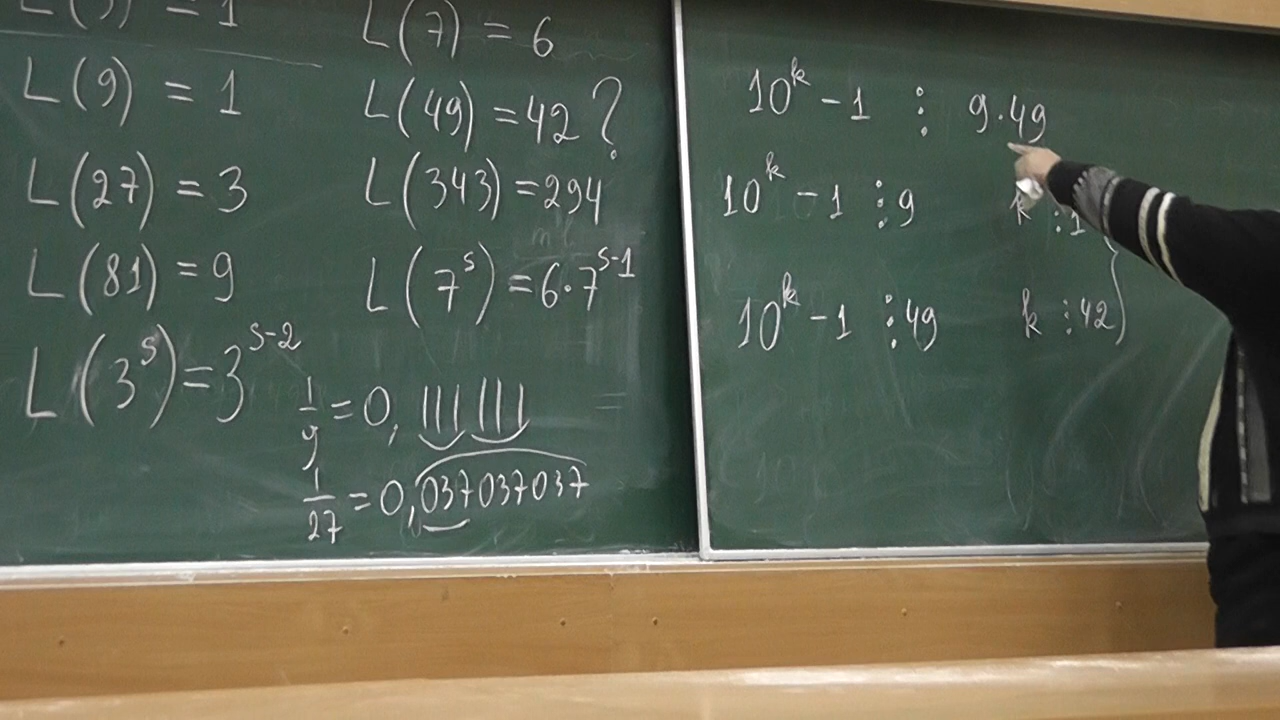 L(3) = 1
L(9) = 1
L(27) = 3
L(81) = 9
L(3^s) = 3^{s-2}
L(7) = 6
L(49) = 42 ?
L(343) = 294
L(7^s) = 6·7^{s-1}
1/9 = 0,111111
1/27 = 0,037037037
10^k − 1 ⋮ 9·49
10^k − 1 ⋮ 9 k ⋮ 1
10^k − 1 ⋮ 49 k ⋮ 42